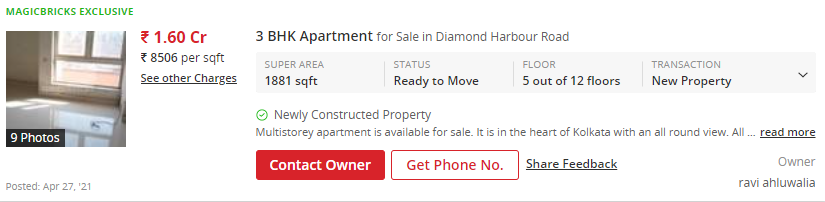 MAGICBRICKS EXCLUSIVE
₹ 1.60 Cr
₹ 8506 per sqft
See other Charges
9 Photos
Posted: Apr 27, '21
3 BHK Apartment for Sale in Diamond Harbour Road
SUPER AREA
1881 sqft
STATUS
Ready to Move
FLOOR
5 out of 12 floors
TRANSACTION
New Property
Newly Constructed Property
Multistorey apartment is available for sale. It is in the heart of Kolkata with an all round view. All ... read more
Contact Owner
Get Phone No.
Share Feedback
Owner
ravi ahluwalia